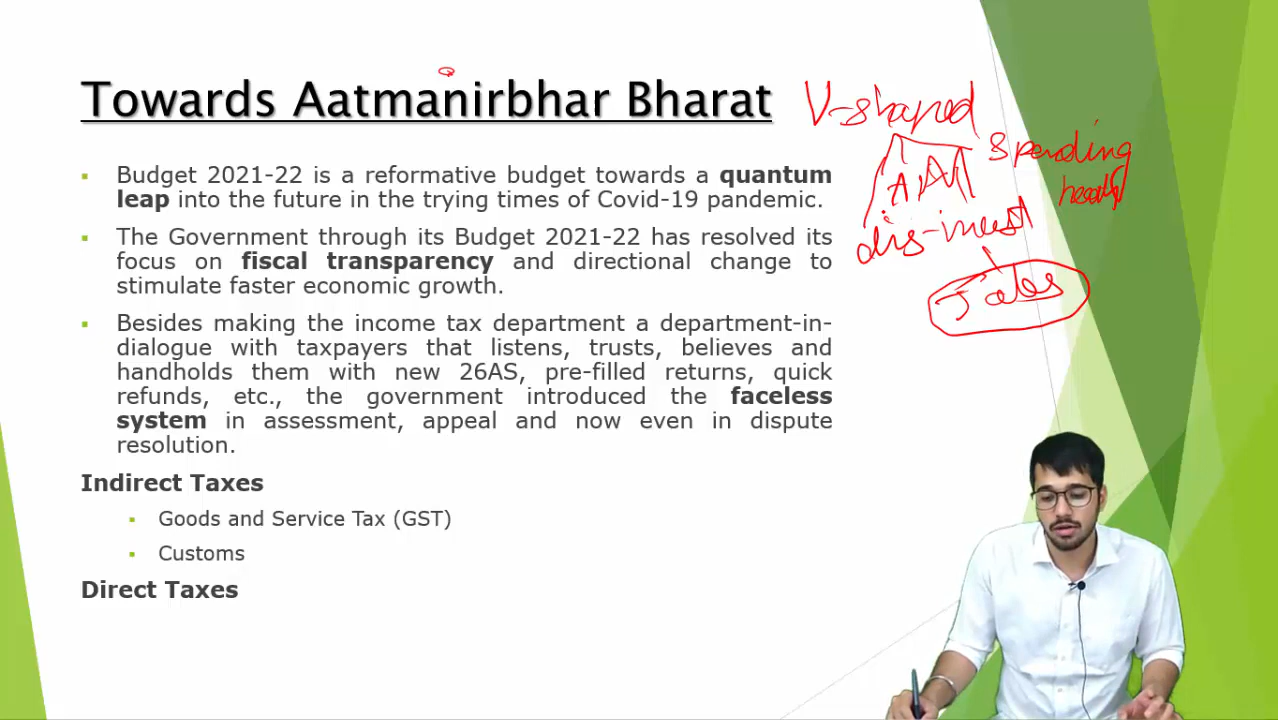 Towards Aatmanirbhar Bharat
Budget 2021-22 is a reformative budget towards a quantum
leap into the future in the trying times of Covid-19 pandemic.
The Government through its Budget 2021-22 has resolved its
focus on fiscal transparency and directional change to
stimulate faster economic growth.
Besides making the income tax department a department-in-
dialogue with taxpayers that listens, trusts, believes and
handholds them with new 26AS, pre-filled returns, quick
refunds, etc., the government introduced the faceless
system in assessment, appeal and now even in dispute
resolution.
Indirect Taxes
Goods and Service Tax (GST)
Customs
Direct Taxes
V-shaped
Spending
dis-invest